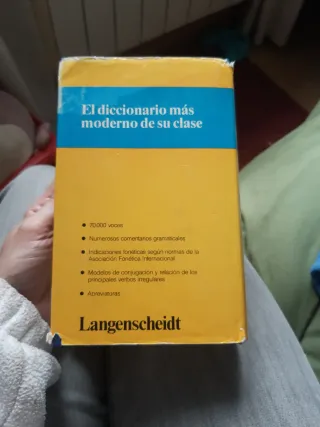 El diccionario más
moderno de su clase
● 70.000 voces
● Numerosos comentarios gramaticales
● Indicaciones fonéticas según normas de la
Asociación Fonética Internacional
● Modelos de conjugación y relación de los
principales verbos irregulares
● Abreviaturas
Langenscheidt